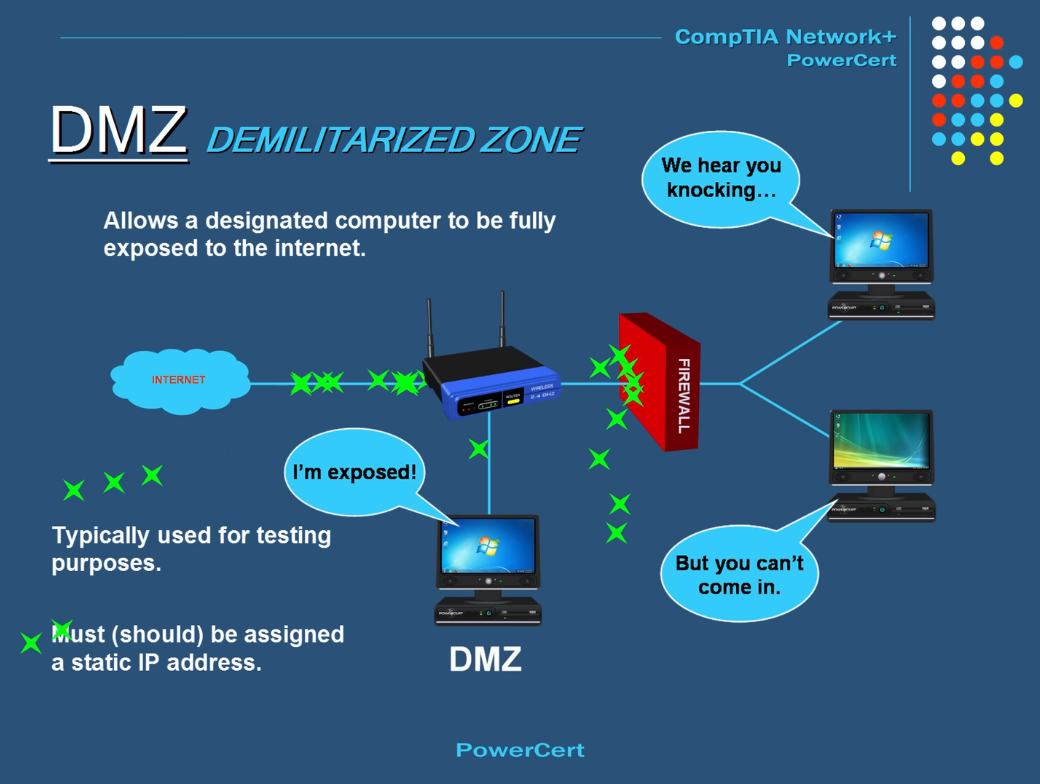 CompTIA Network+
PowerCert
DMZ DEMILITARIZED ZONE
Allows a designated computer to be fully
exposed to the internet.
We hear you
knocking…
INTERNET
WIRELESS
2.4 GHZ
ROUTER
FIREWALL
I'm exposed!
Typically used for testing
purposes.
But you can't
come in.
Must (should) be assigned
a static IP address.
POWERCERT
DMZ
PowerCert